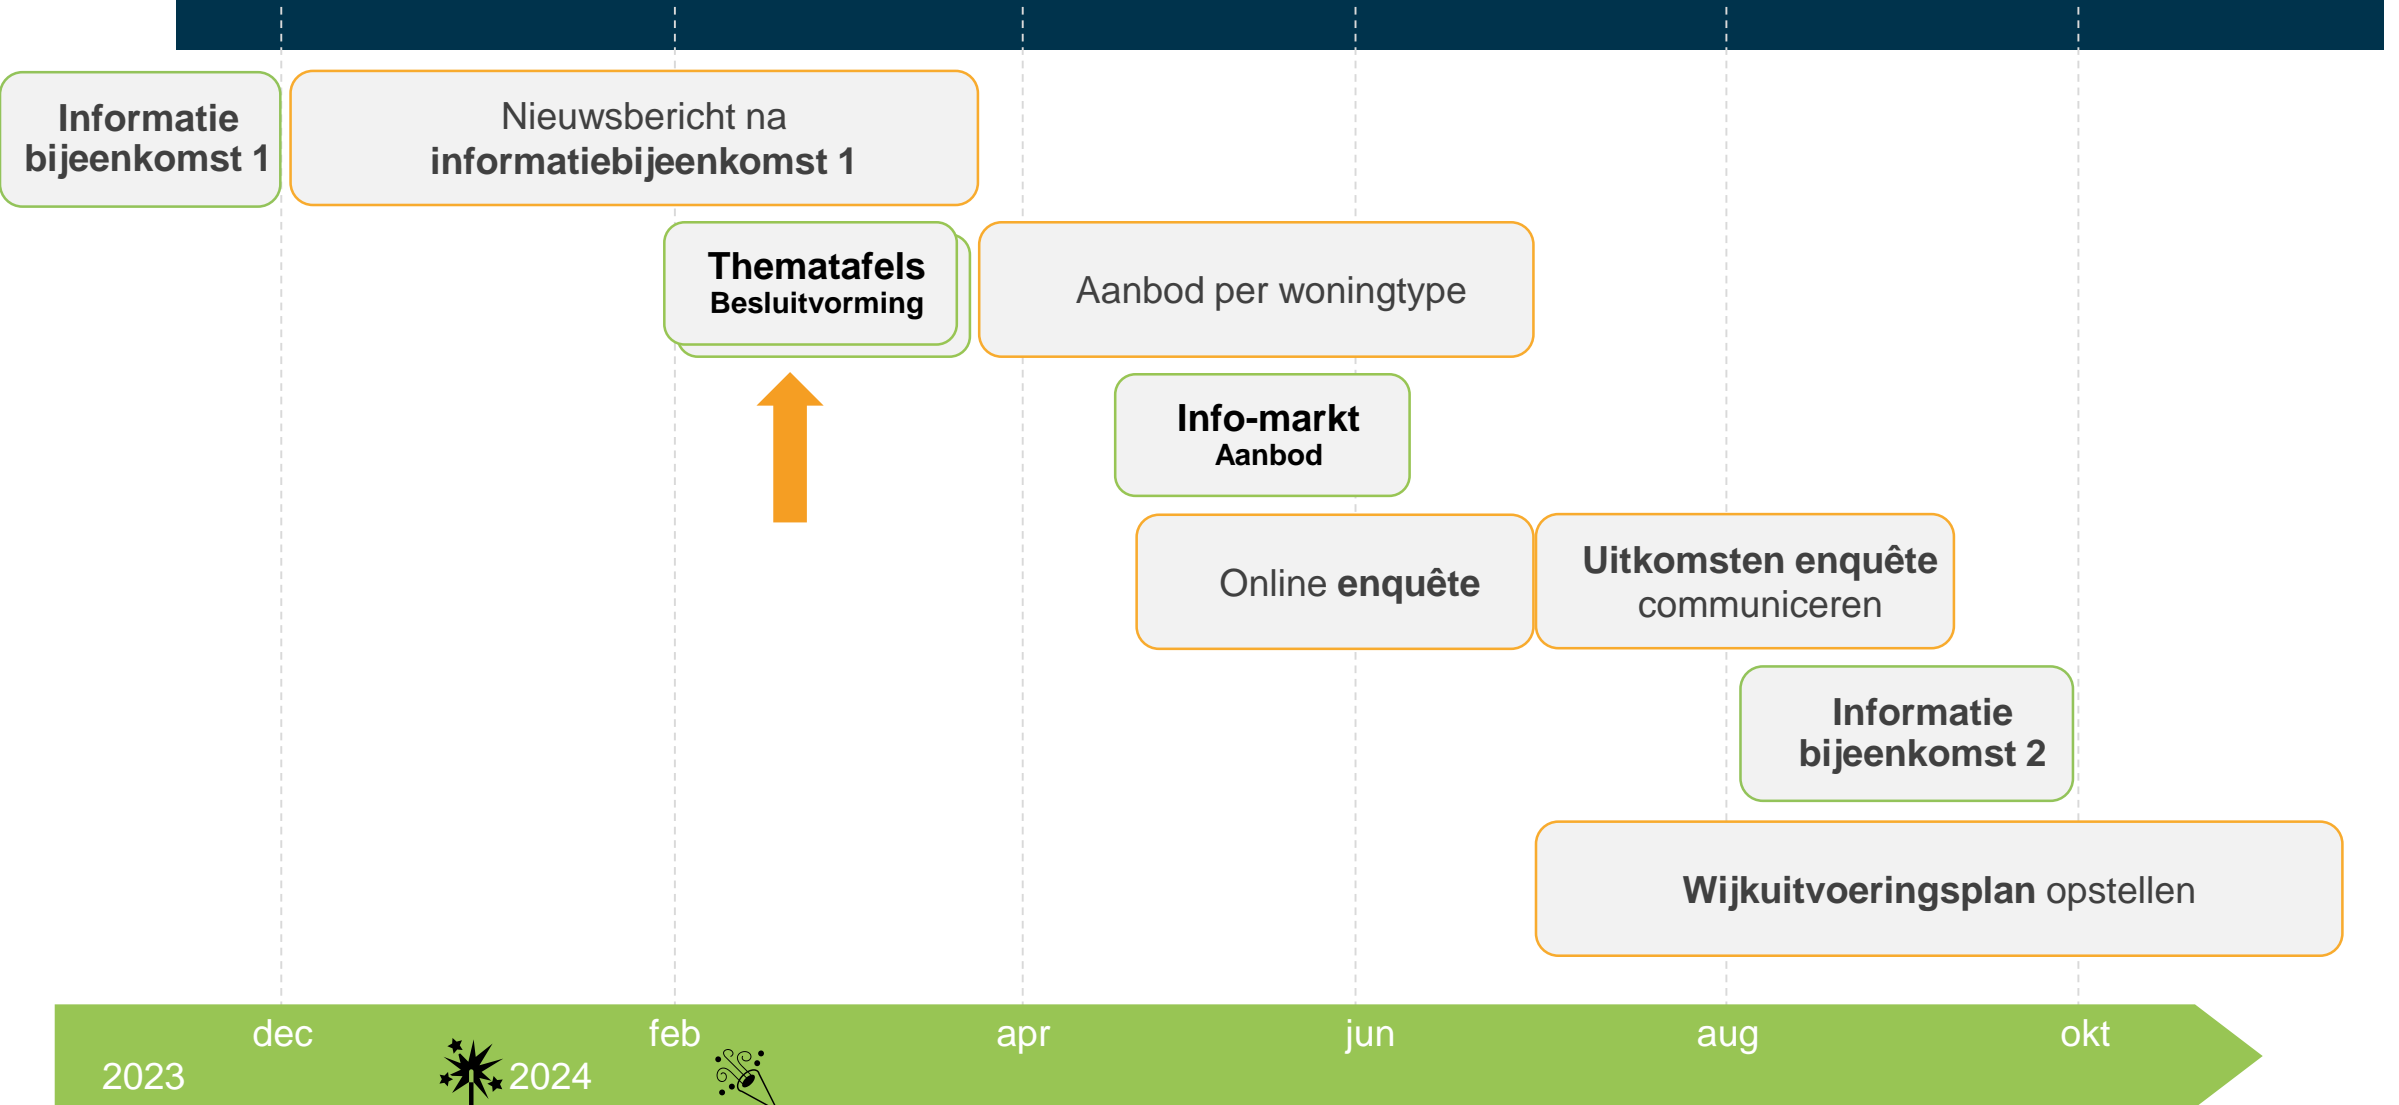 Informatie
bijeenkomst 1
Nieuwsbericht na
informatiebijeenkomst 1
Thematafels
Besluitvorming
Aanbod per woningtype
Info-markt
Aanbod
Online enquête
Uitkomsten enquête
communiceren
Informatie
bijeenkomst 2
Wijkuitvoeringsplan opstellen
dec
feb
apr
jun
aug
okt
2023
2024